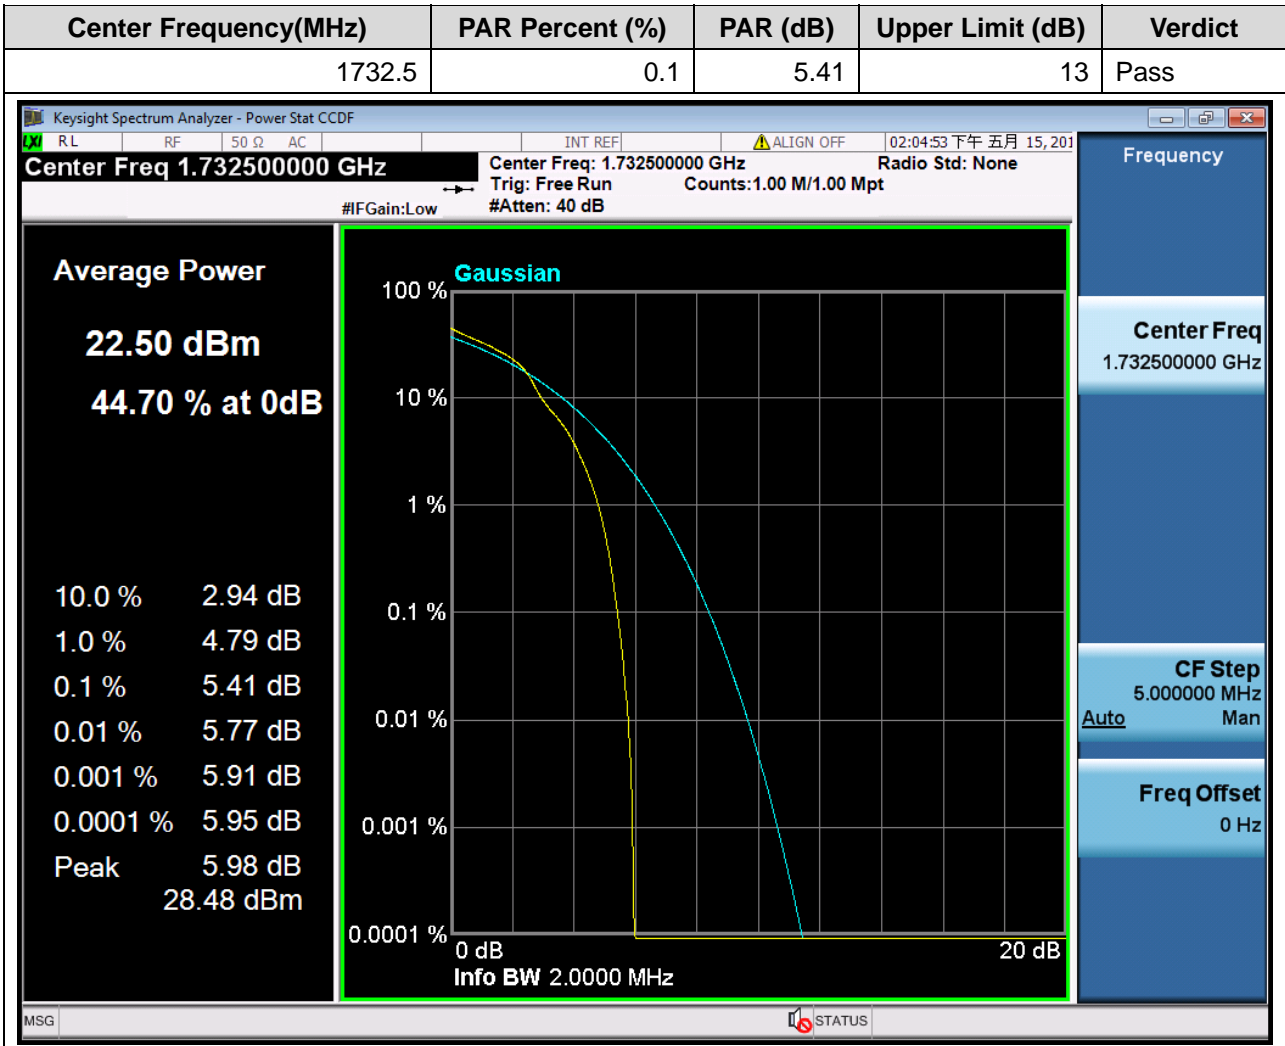 Center Frequency(MHz) PAR Percent (%) PAR (dB) Upper Limit (dB) Verdict
1732.5 0.1 5.41 13 Pass
Keysight Spectrum Analyzer - Power Stat CCDF
LXI RL RF 50 Ω AC INT REF ALIGN OFF 02:04:53 下午 五月 15, 201
Center Freq 1.732500000 GHz
Center Freq: 1.732500000 GHz Radio Std: None
Trig: Free Run Counts:1.00 M/1.00 Mpt
#IFGain:Low #Atten: 40 dB
Frequency
Average Power
22.50 dBm
44.70 % at 0dB
10.0 % 2.94 dB
1.0 % 4.79 dB
0.1 % 5.41 dB
0.01 % 5.77 dB
0.001 % 5.91 dB
0.0001 % 5.95 dB
Peak 5.98 dB
28.48 dBm
Gaussian
100 %
10 %
1 %
0.1 %
0.01 %
0.001 %
0.0001 %
0 dB 20 dB
Info BW 2.0000 MHz
Center Freq
1.732500000 GHz
CF Step
5.000000 MHz
Auto Man
Freq Offset
0 Hz
MSG STATUS